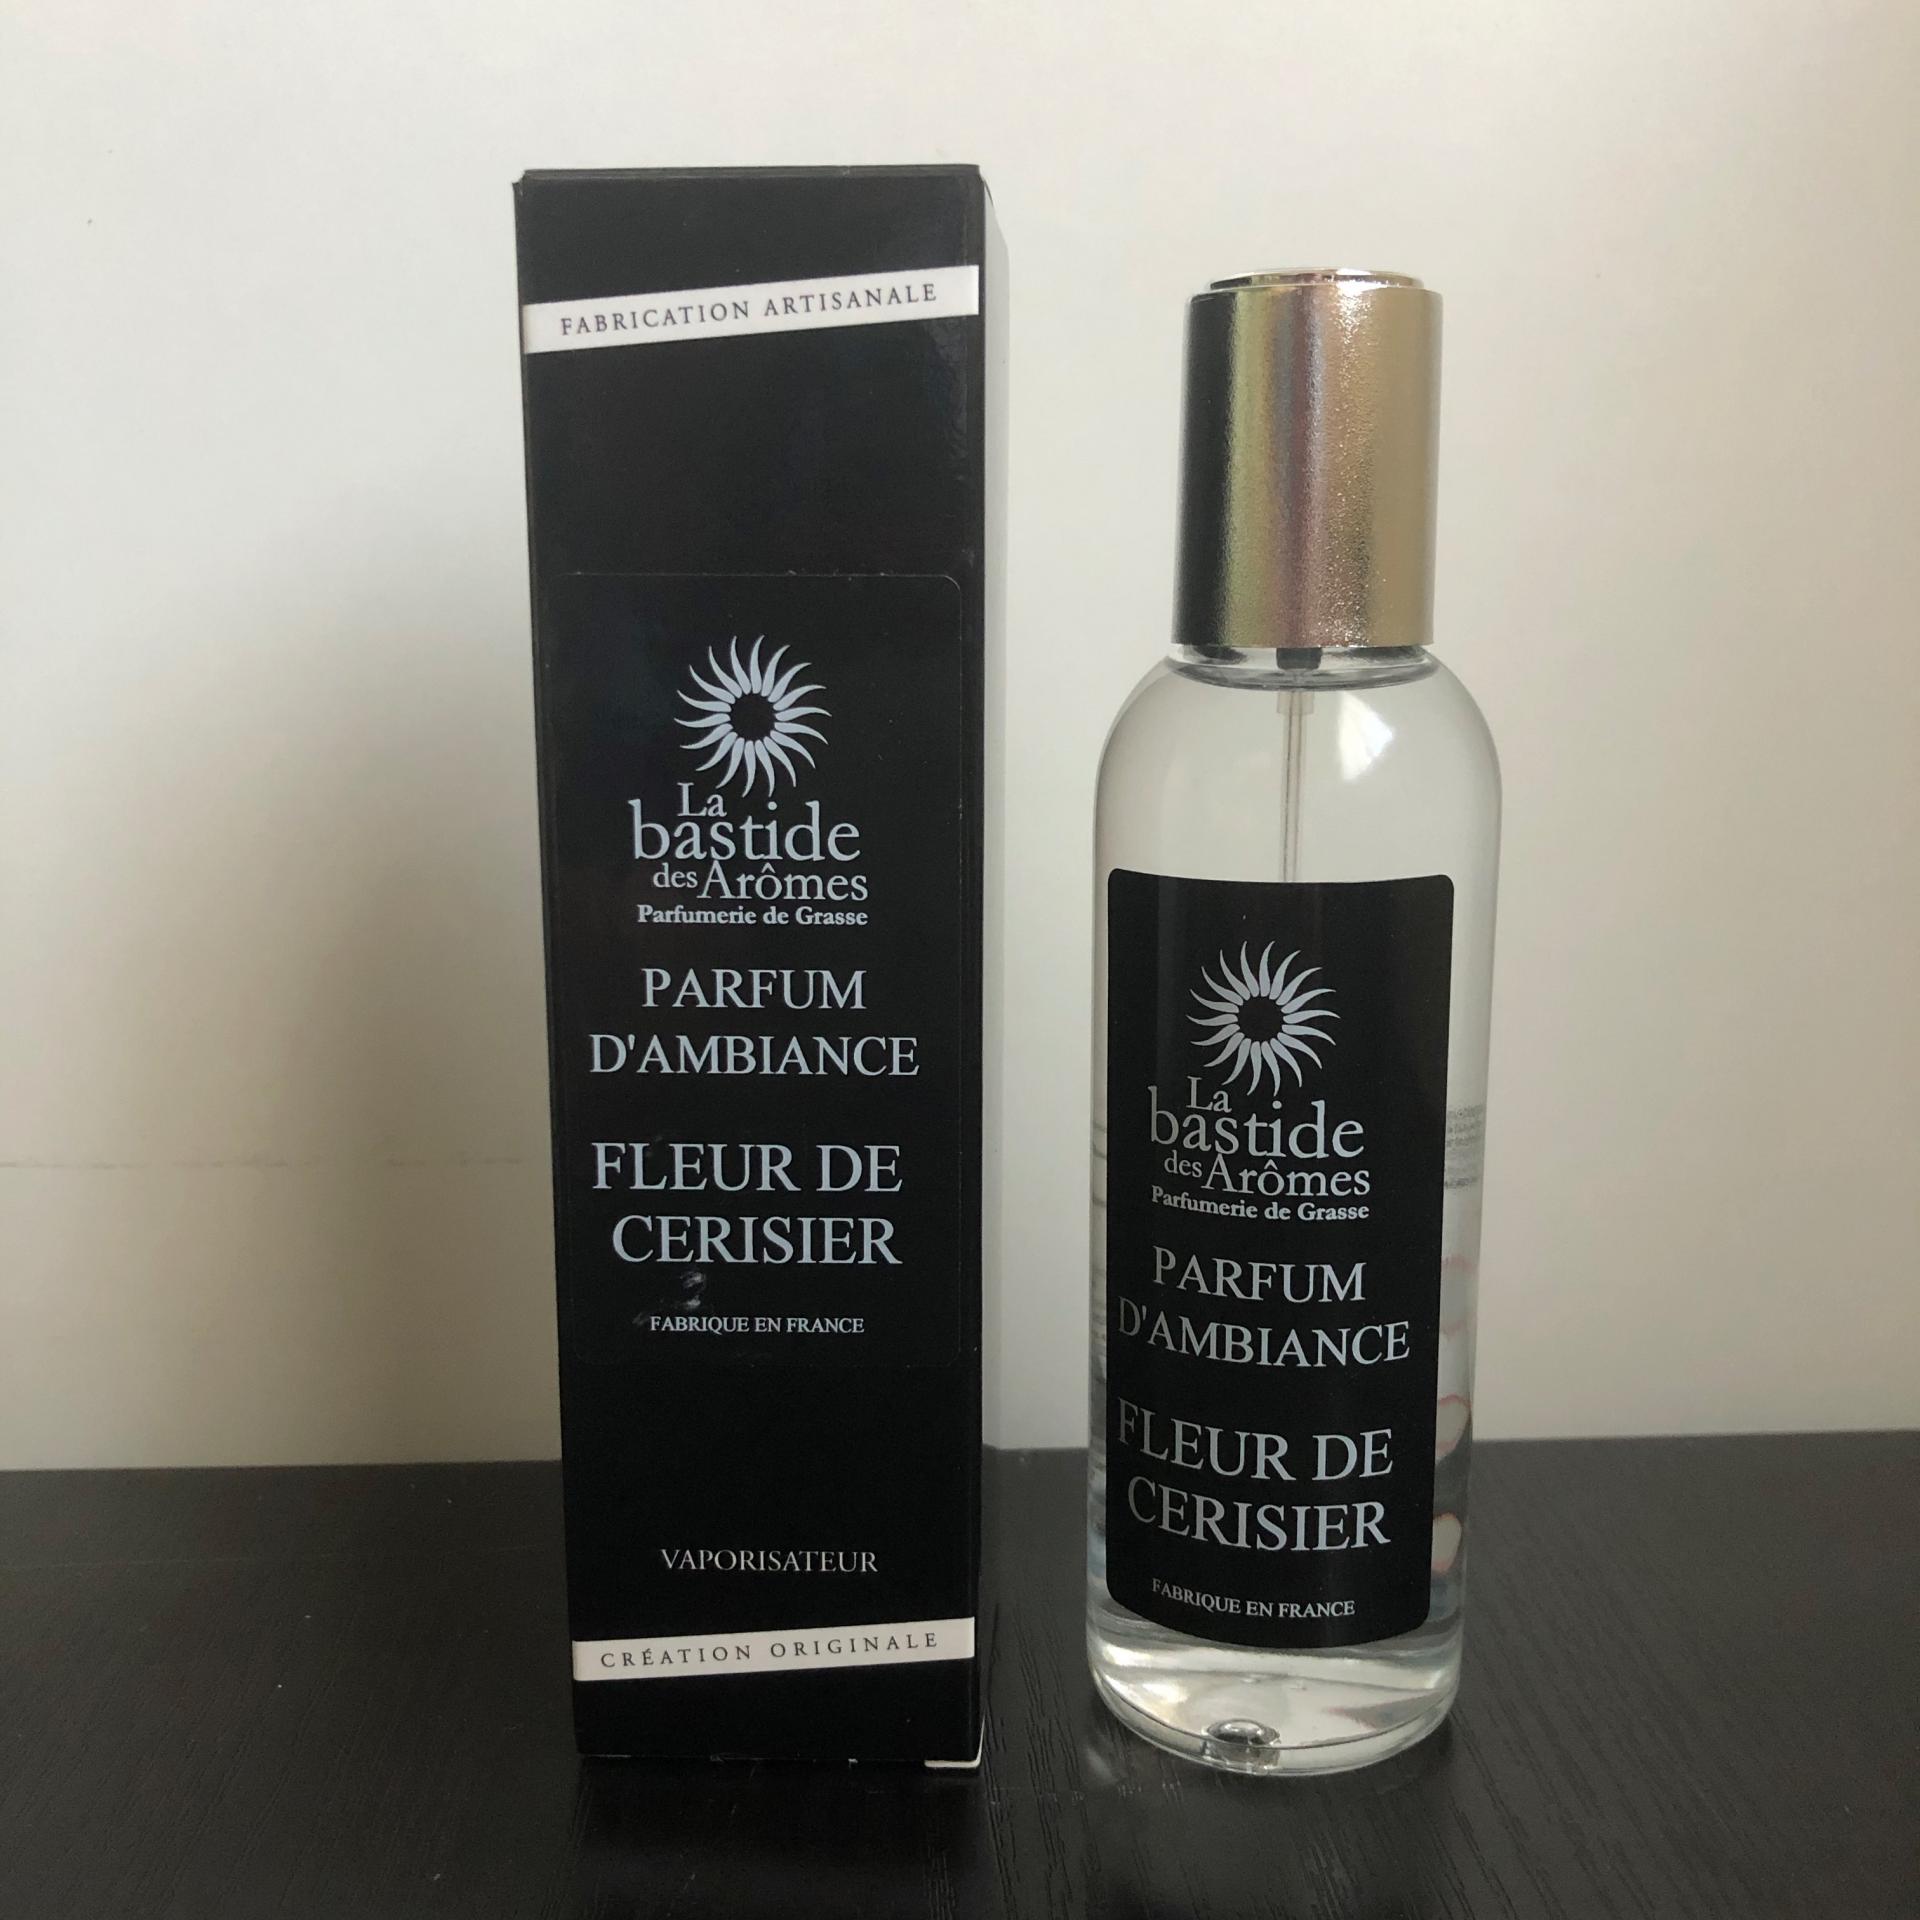 FABRICATION ARTISANALE
La
bastide
des Arômes
Parfumerie de Grasse
PARFUM
D'AMBIANCE
FLEUR DE
CERISIER
FABRIQUE EN FRANCE
VAPORISATEUR
CRÉATION ORIGINALE
La
bastide
des Arômes
Parfumerie de Grasse
PARFUM
D'AMBIANCE
FLEUR DE
CERISIER
FABRIQUE EN FRANCE